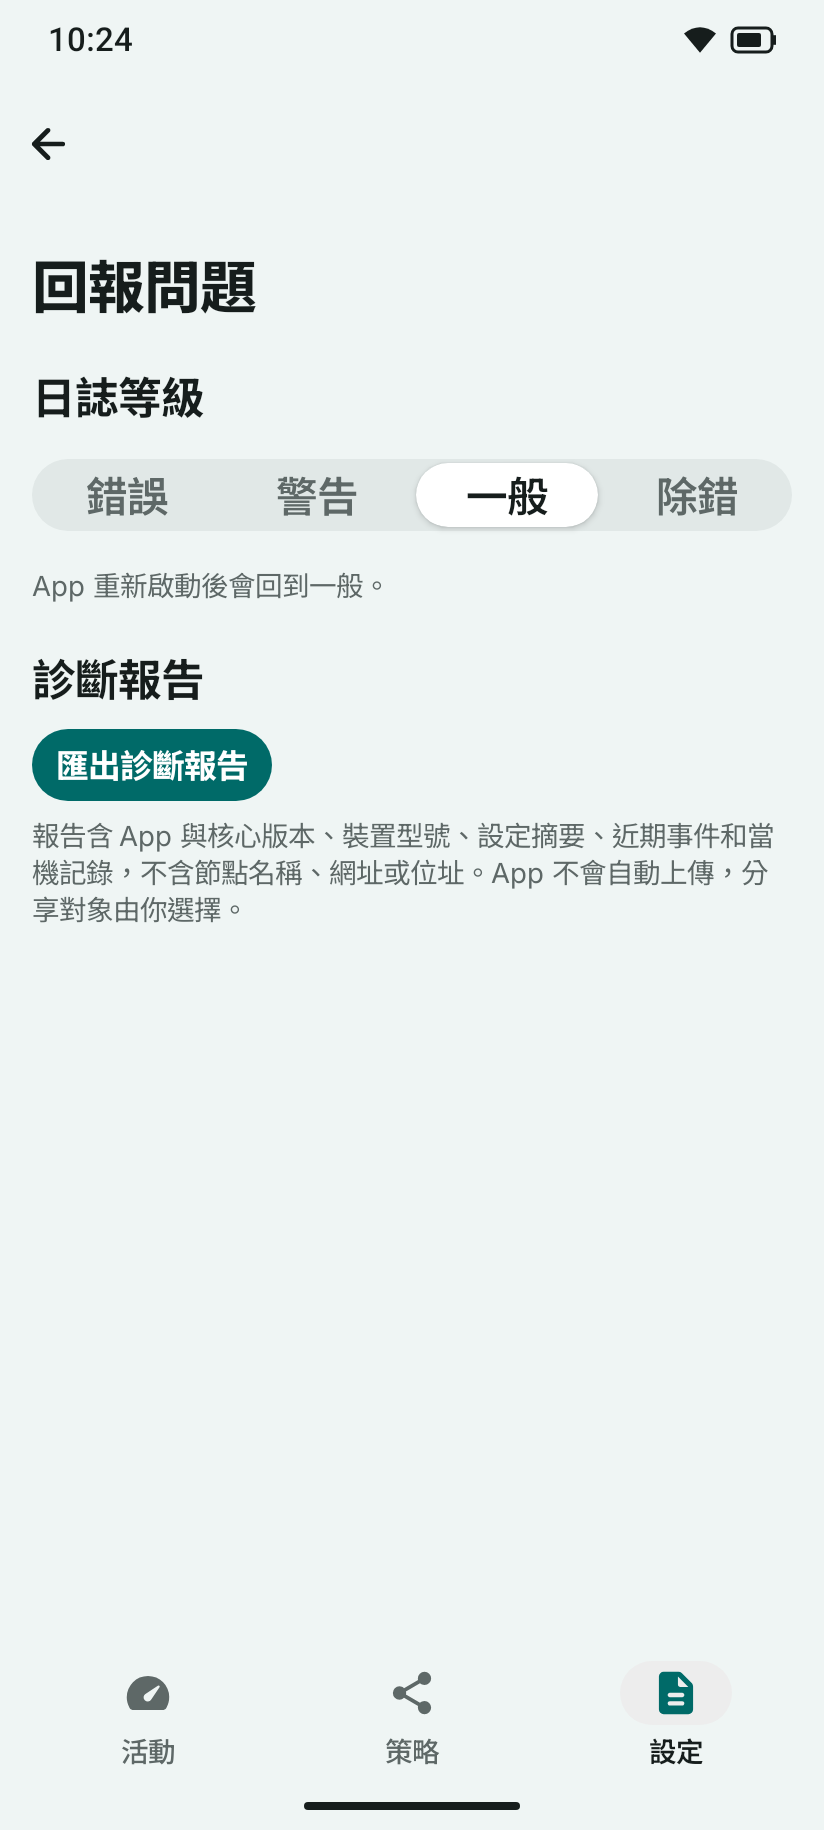 10:24
回報問題
日誌等級
錯誤 警告 一般 除錯
App 重新啟動後會回到一般。
診斷報告
匯出診斷報告
報告含 App 與核心版本、裝置型號、設定摘要、近期事件和當
機記錄，不含節點名稱、網址或位址。App 不會自動上傳，分
享對象由你選擇。
活動 策略 設定